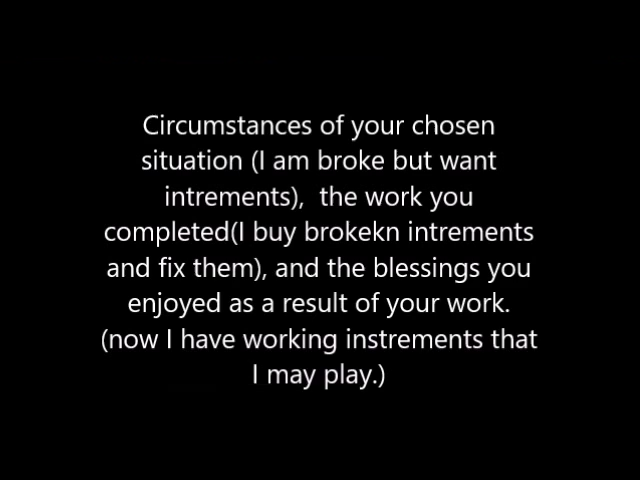 Circumstances of your chosen
situation (I am broke but want
intrements),  the work you
completed(I buy brokekn intrements
and fix them), and the blessings you
enjoyed as a result of your work.
(now I have working instrements that
I may play.)